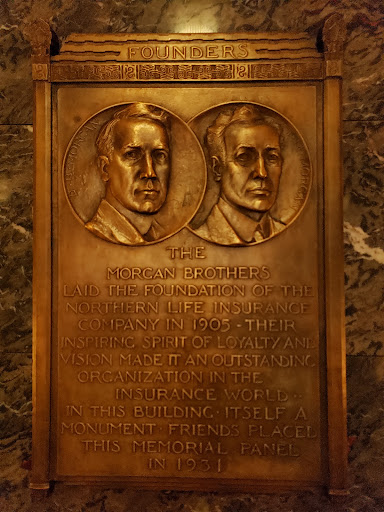 FOUNDERS
THE
MORGAN BROTHERS
LAID THE FOUNDATION OF THE
NORTHERN LIFE INSURANCE
COMPANY IN 1905 - THEIR
INSPIRING SPIRIT OF LOYALTY AND
VISION MADE IT AN OUTSTANDING
ORGANIZATION IN THE
INSURANCE WORLD ··
IN THIS BUILDING · ITSELF A
MONUMENT · FRIENDS PLACED
THIS MEMORIAL PANEL
IN 1931